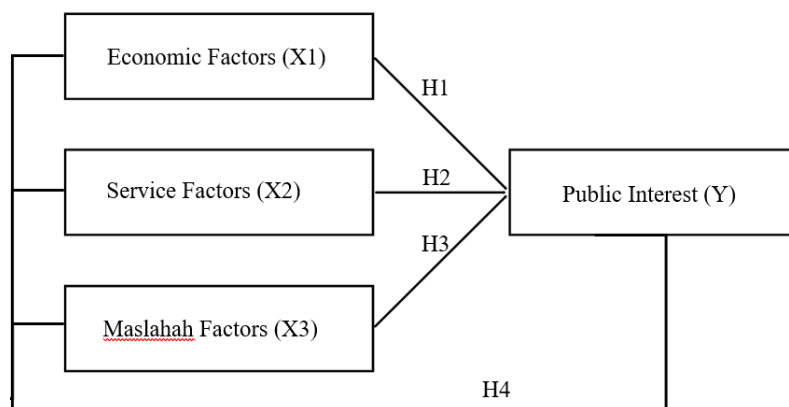 Economic Factors (X1)
H1
Service Factors (X2)
H2
Public Interest (Y)
H3
Maslahah Factors (X3)
H4